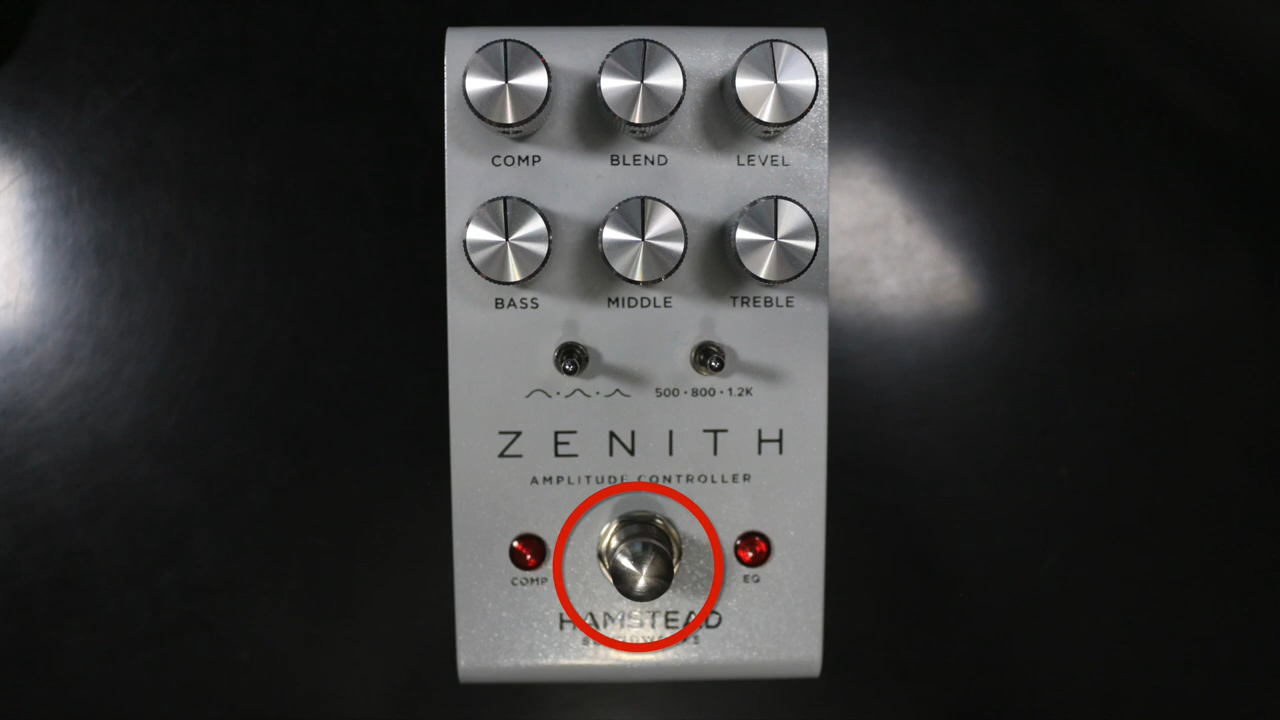 COMP BLEND LEVEL
BASS MIDDLE TREBLE
500 • 800 • 1.2K
ZENITH
AMPLITUDE CONTROLLER
COMP EQ
HAMSTEAD